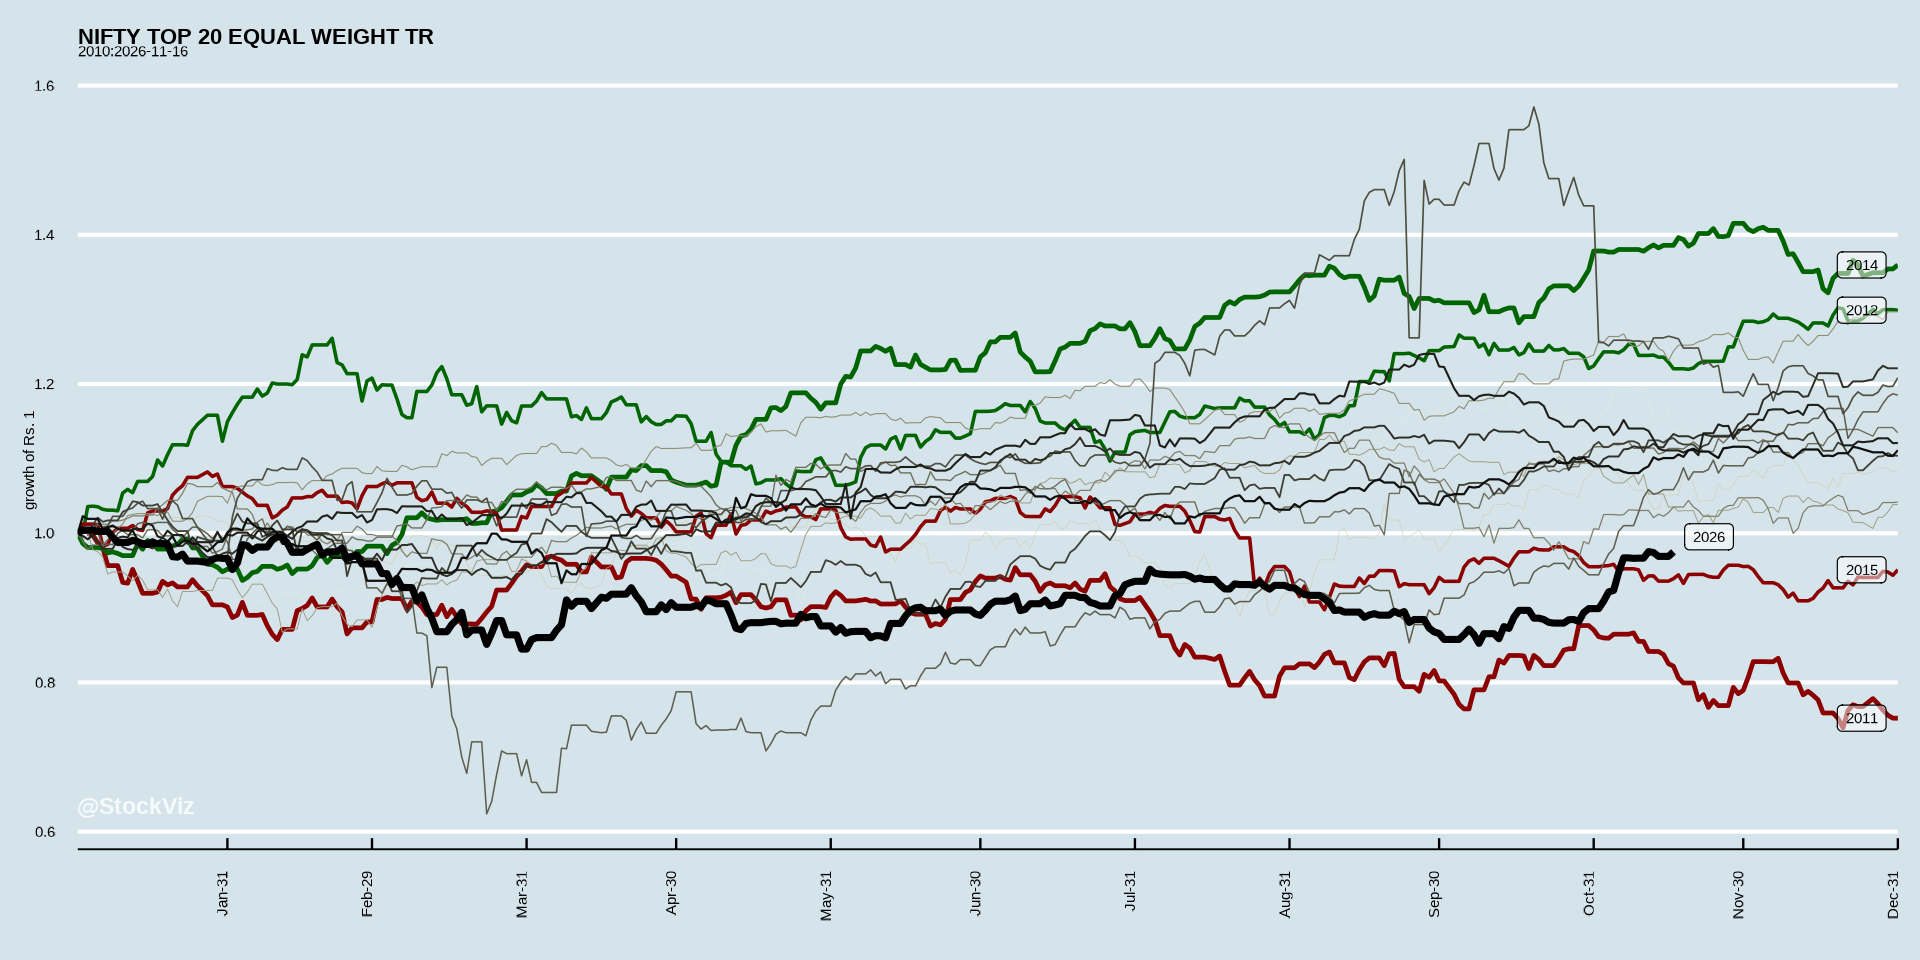 NIFTY TOP 20 EQUAL WEIGHT TR
2010:2026-11-16
growth of Rs. 1
1.6
1.4
1.2
1.0
0.8
0.6
2014
2012
2026
2015
2011
@StockViz
Jan-31
Feb-29
Mar-31
Apr-30
May-31
Jun-30
Jul-31
Aug-31
Sep-30
Oct-31
Nov-30
Dec-31